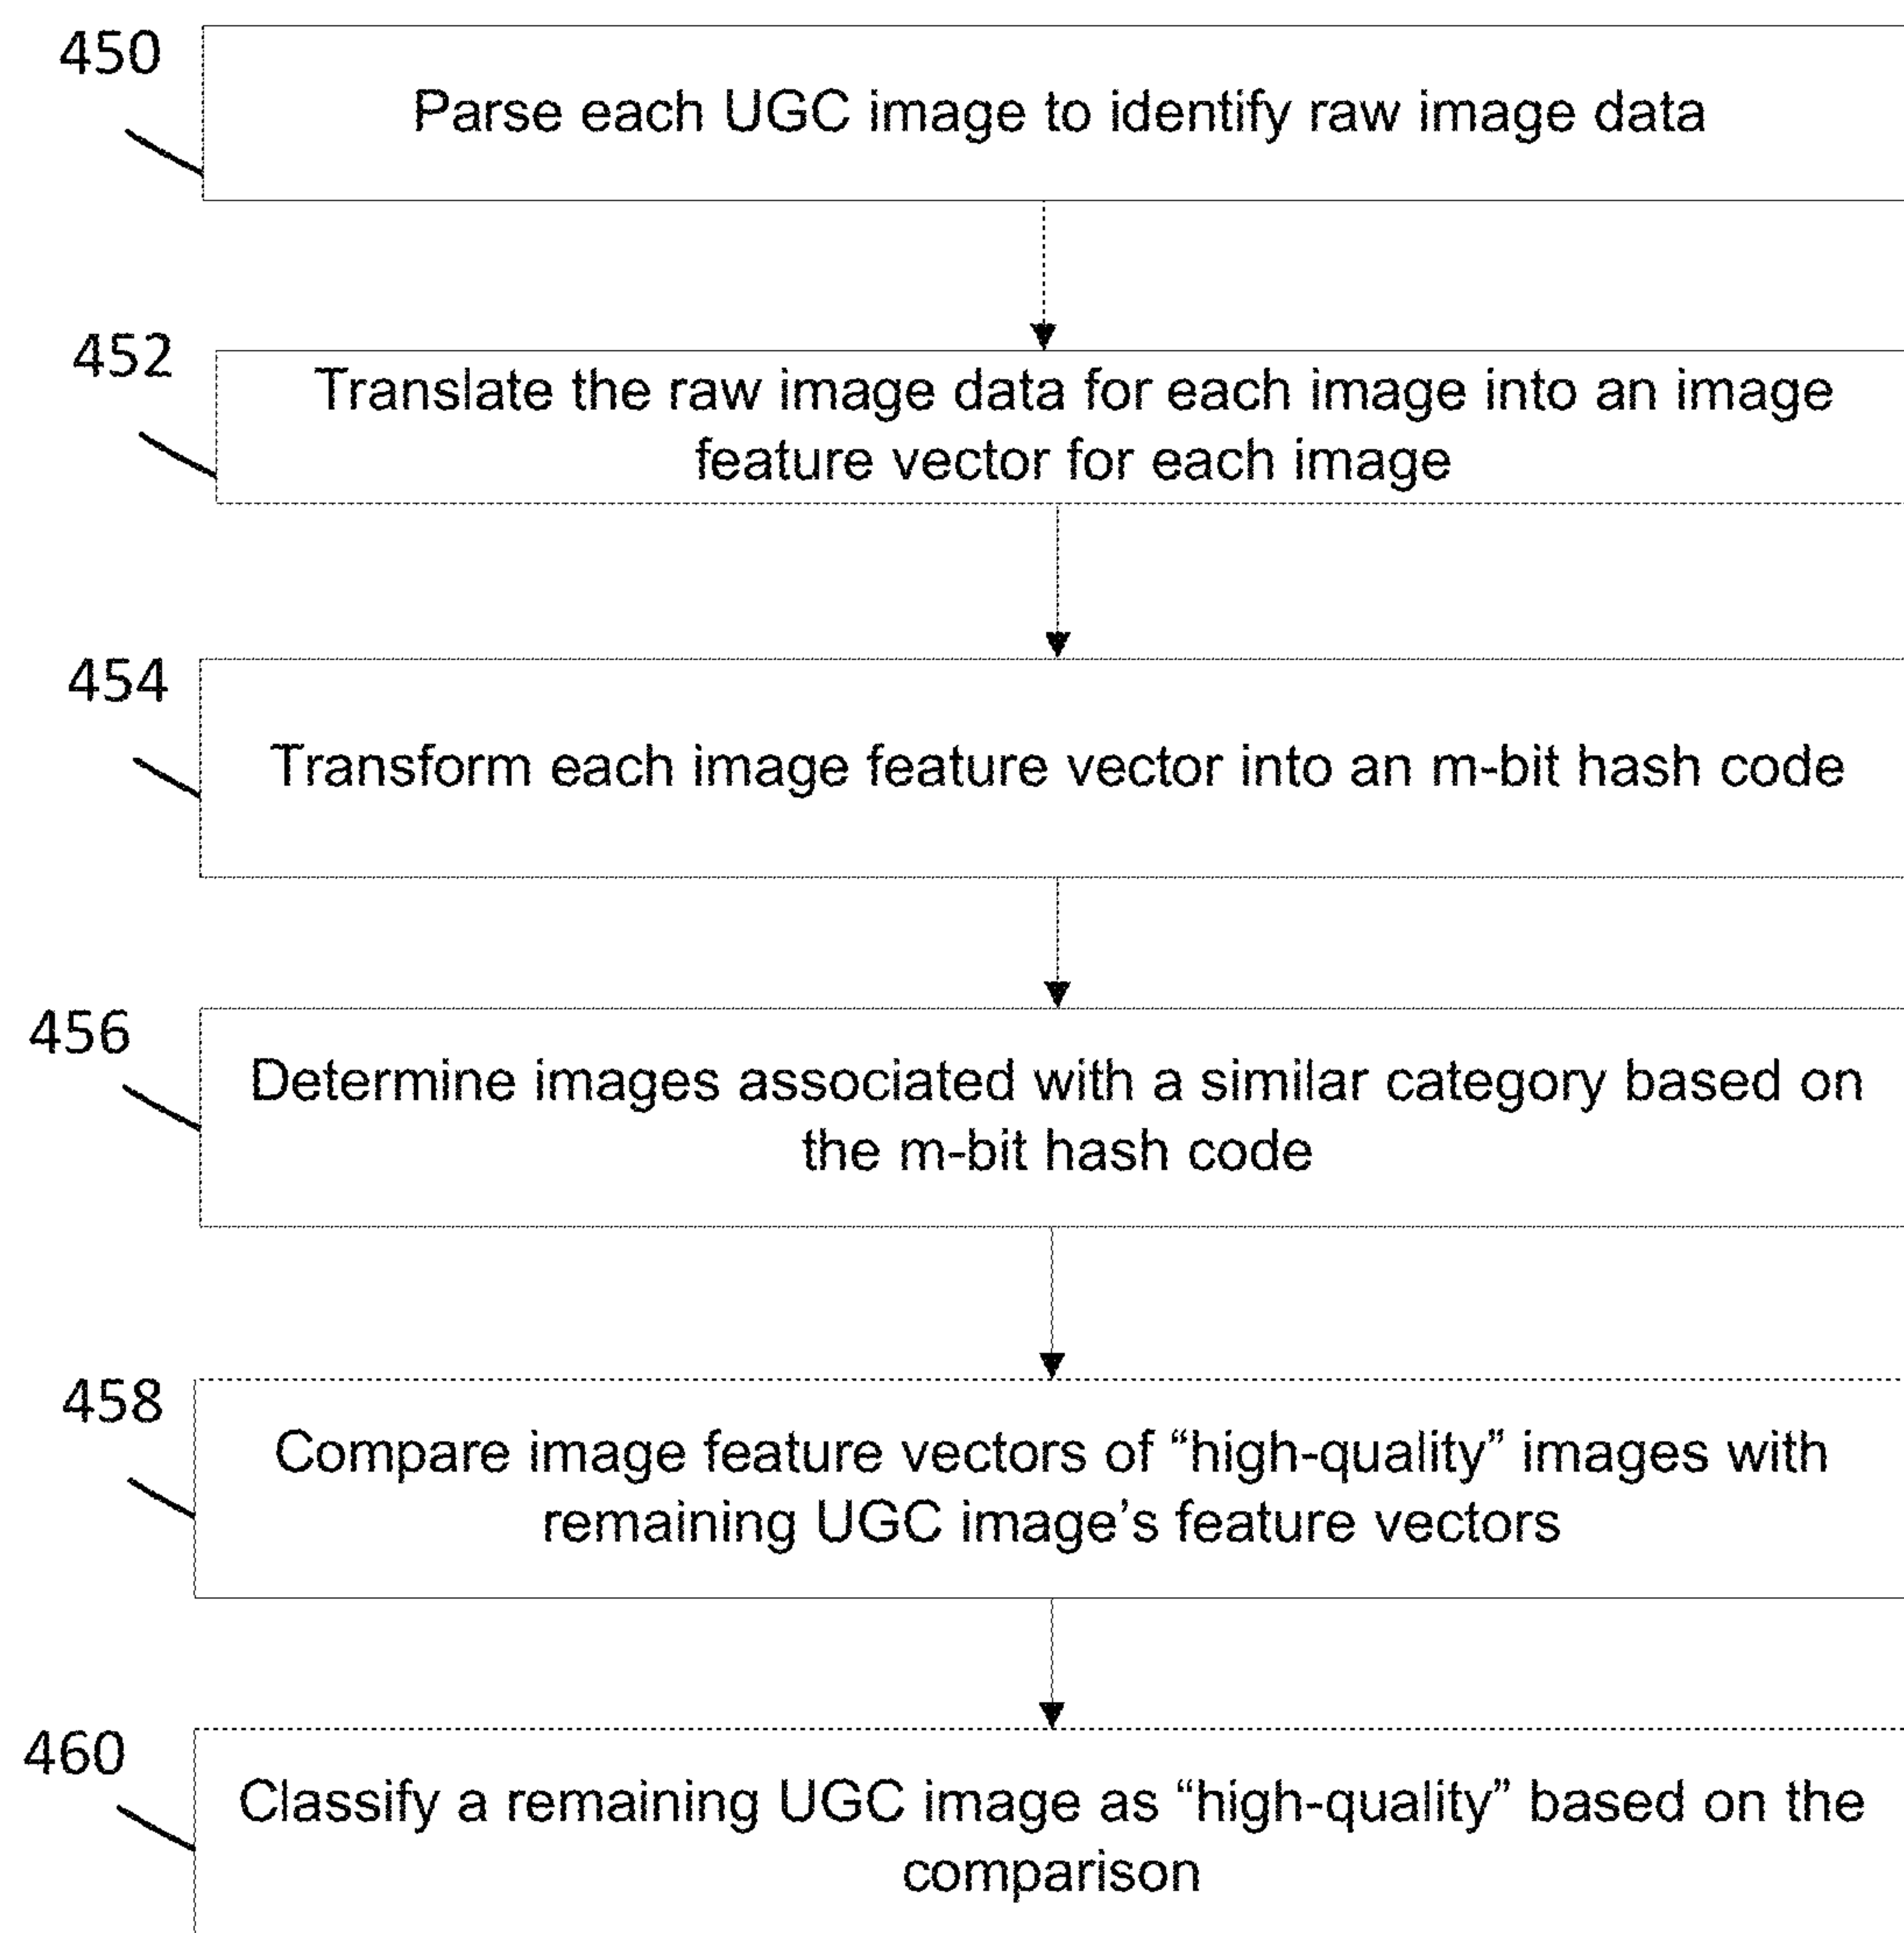 450
Parse each UGC image to identify raw image data
452
Translate the raw image data for each image into an image
feature vector for each image
454
Transform each image feature vector into an m-bit hash code
456
Determine images associated with a similar category based on
the m-bit hash code
458
Compare image feature vectors of “high-quality” images with
remaining UGC image’s feature vectors
460
Classify a remaining UGC image as “high-quality” based on the
comparison